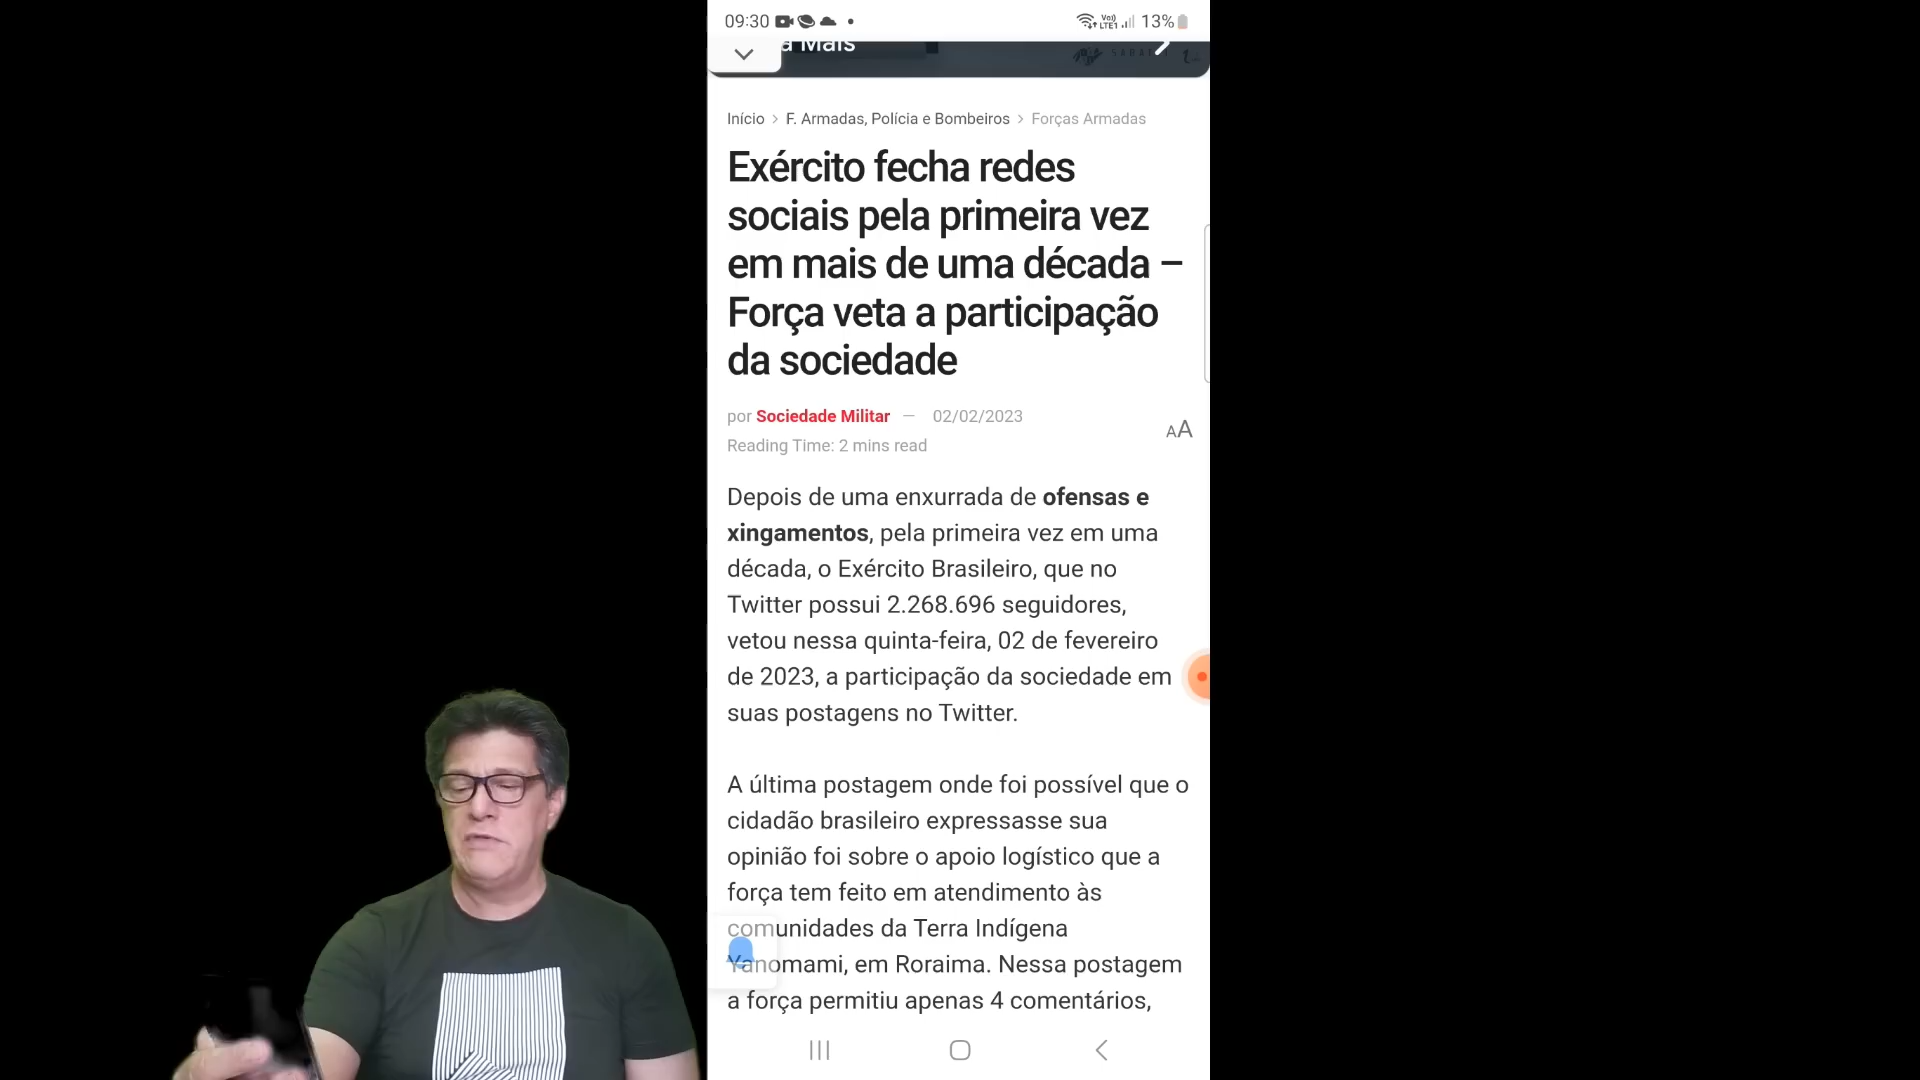 09:30
13%
a Mais
Início > F. Armadas, Polícia e Bombeiros > Forças Armadas
Exército fecha redes
sociais pela primeira vez
em mais de uma década –
Força veta a participação
da sociedade
por Sociedade Militar — 02/02/2023
AA
Reading Time: 2 mins read
Depois de uma enxurrada de ofensas e
xingamentos, pela primeira vez em uma
década, o Exército Brasileiro, que no
Twitter possui 2.268.696 seguidores,
vetou nessa quinta-feira, 02 de fevereiro
de 2023, a participação da sociedade em
suas postagens no Twitter.
A última postagem onde foi possível que o
cidadão brasileiro expressasse sua
opinião foi sobre o apoio logístico que a
força tem feito em atendimento às
comunidades da Terra Indígena
Yanomami, em Roraima. Nessa postagem
a força permitiu apenas 4 comentários,